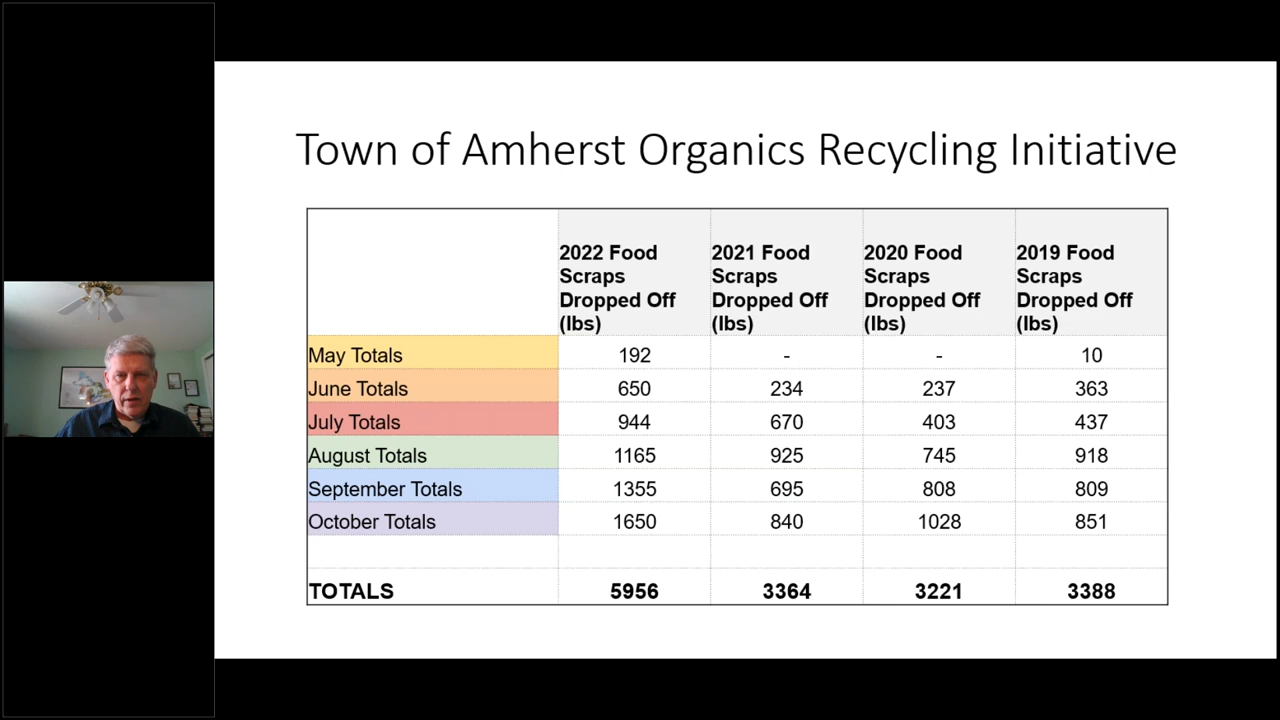 Town of Amherst Organics Recycling Initiative
2022 Food Scraps Dropped Off (lbs) 2021 Food Scraps Dropped Off (lbs) 2020 Food Scraps Dropped Off (lbs) 2019 Food Scraps Dropped Off (lbs)
May Totals 192 - - 10
June Totals 650 234 237 363
July Totals 944 670 403 437
August Totals 1165 925 745 918
September Totals 1355 695 808 809
October Totals 1650 840 1028 851
TOTALS 5956 3364 3221 3388